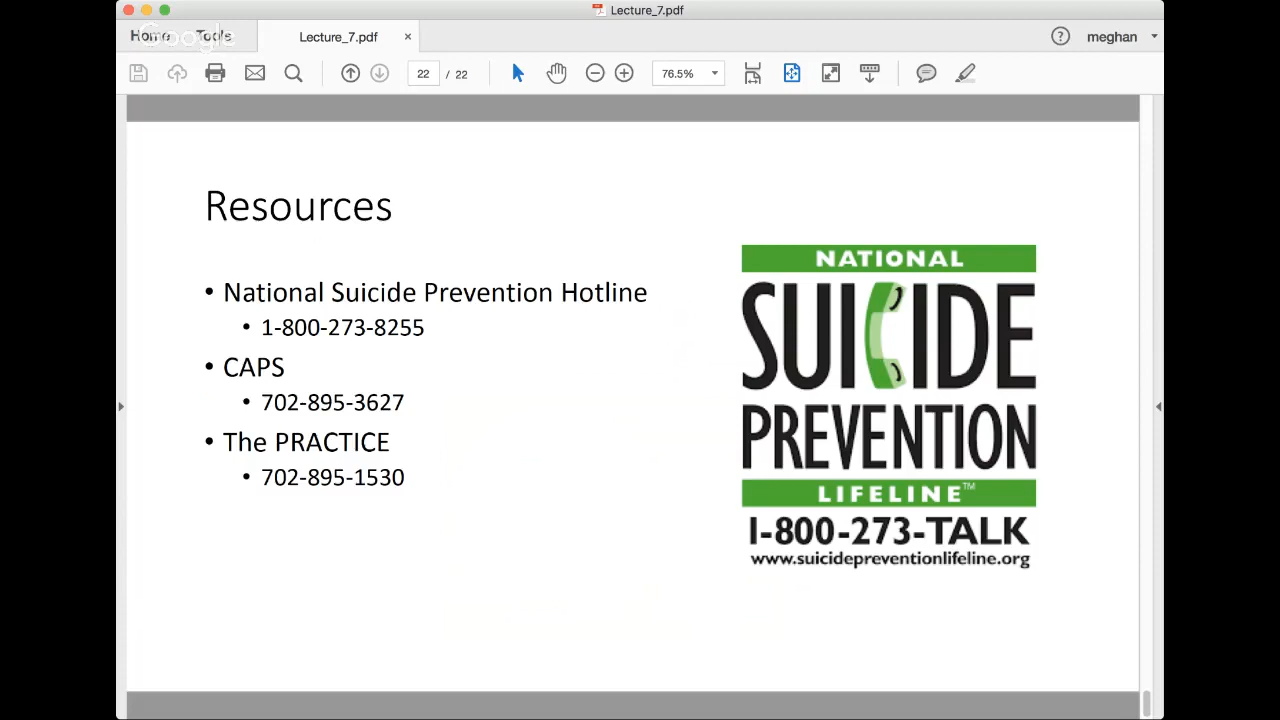 Lecture_7.pdf
Home
Tools
Google
Lecture_7.pdf
×
?
meghan
22
/ 22
76.5%
Resources
• National Suicide Prevention Hotline
• 1-800-273-8255
• CAPS
• 702-895-3627
• The PRACTICE
• 702-895-1530
NATIONAL
SUICIDE
PREVENTION
LIFELINE™
1-800-273-TALK
www.suicidepreventionlifeline.org